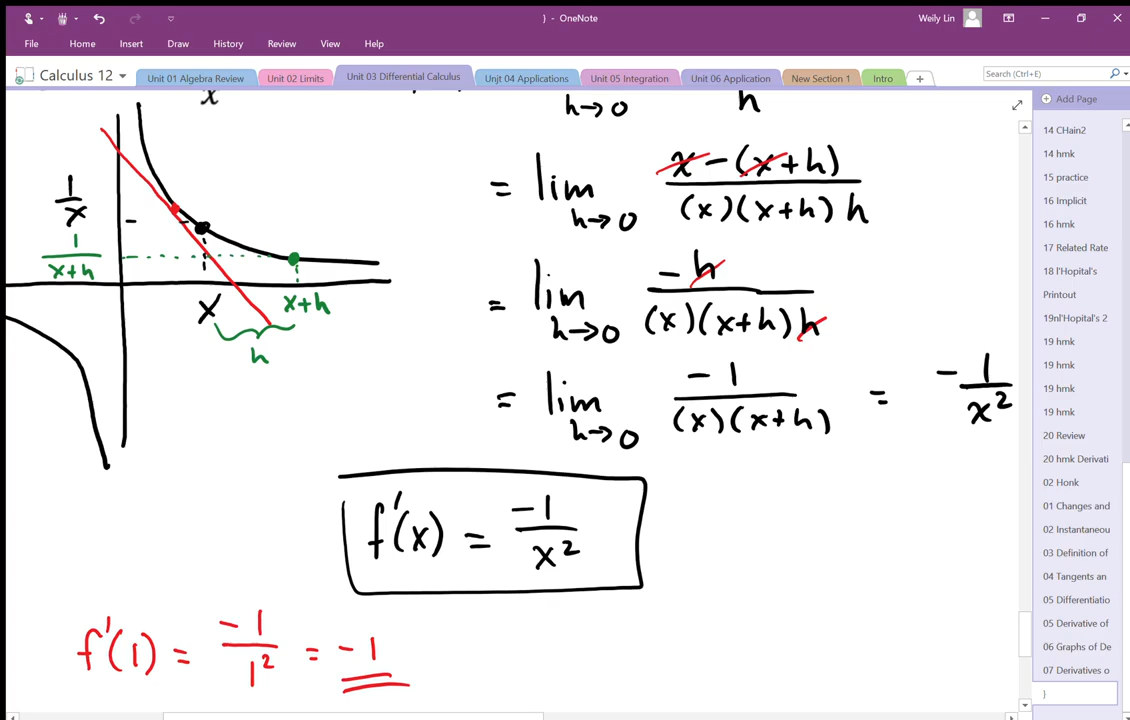 } - OneNote
Weily Lin
File Home Insert Draw History Review View Help
Calculus 12
Unit 01 Algebra Review
Unit 02 Limits
Unit 03 Differential Calculus
Unit 04 Applications
Unit 05 Integration
Unit 06 Application
New Section 1
Intro
+
Search (Ctrl+E)
x
h→0 h
1/x
1/(x+h)
x
x+h
h
= lim h→0 x-(x+h) / (x)(x+h)h
= lim h→0 -h / (x)(x+h)h
= lim h→0 -1 / (x)(x+h) = -1/x²
f'(x) = -1/x²
f'(1) = -1/1² = -1
Add Page
14 CHain2
14 hmk
15 practice
16 Implicit
16 hmk
17 Related Rate
18 l'Hopital's
Printout
19nl'Hopital's 2
19 hmk
19 hmk
19 hmk
19 hmk
20 Review
20 hmk Derivati
02 Honk
01 Changes and
02 Instantaneou
03 Definition of
04 Tangents an
05 Differentiatio
05 Derivative of
06 Graphs of De
07 Derivatives o
}